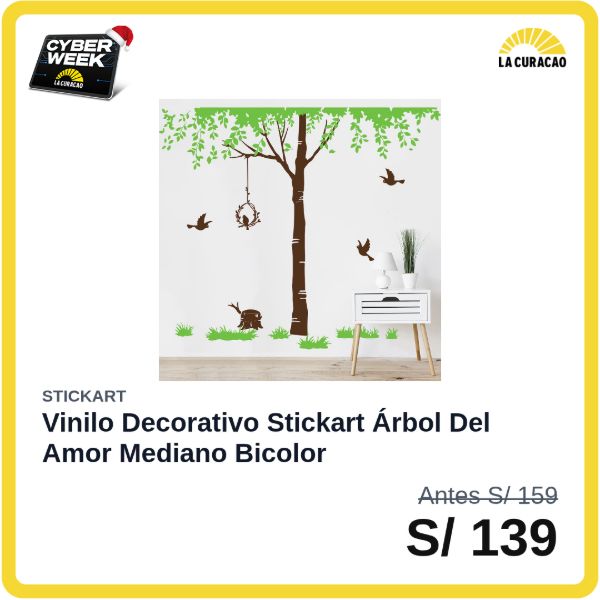 CYBER
WEEK
LA CURACAO
LA CURACAO
STICKART
Vinilo Decorativo Stickart Árbol Del
Amor Mediano Bicolor
Antes S/ 159
S/ 139